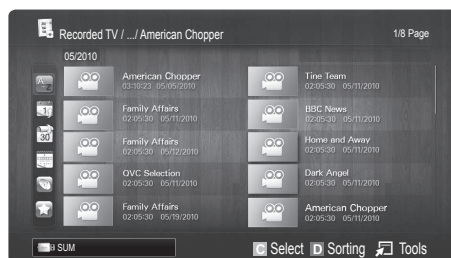 Recorded TV / .../ American Chopper
1/8 Page
05/2010
American Chopper
03:10:23 05/05/2010
Tine Team
02:05:30 05/11/2010
Family Affairs
02:05:30 05/11/2010
BBC News
02:05:30 05/11/2010
Family Affairs
02:05:30 05/12/2010
Home and Away
02:05:30 05/11/2010
QVC Selection
02:05:30 05/11/2010
Dark Angel
02:05:30 05/11/2010
Family Affairs
02:05:30 05/19/2010
American Chopper
02:05:30 05/11/2010
SUM
C Select D Sorting Tools